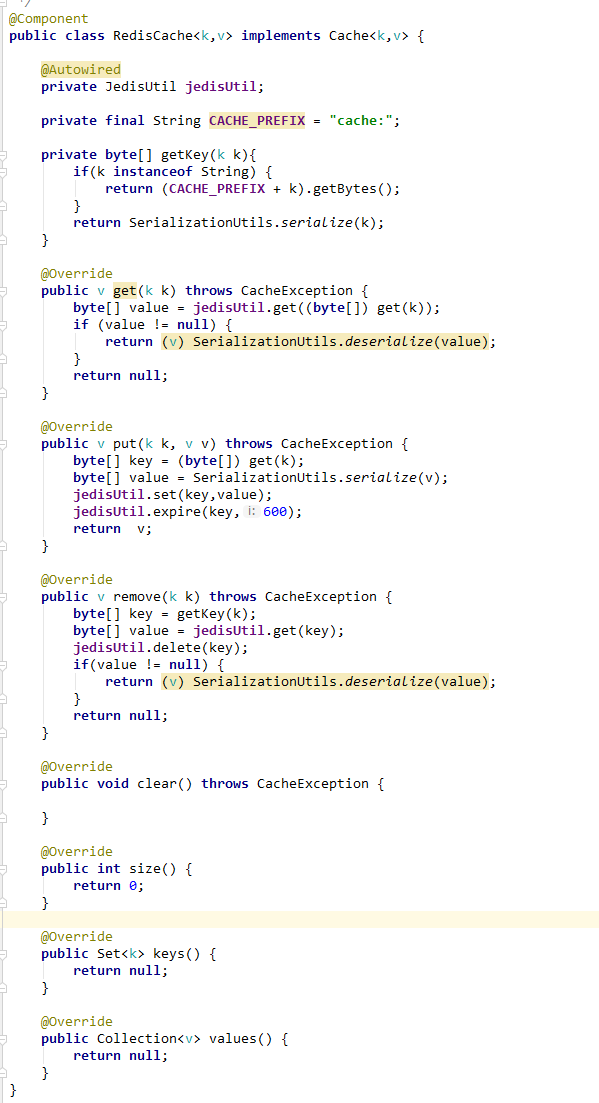 */
@Component
public class RedisCache<k,v> implements Cache<k,v> {
@Autowired
private JedisUtil jedisUtil;
private final String CACHE_PREFIX = "cache:";
private byte[] getKey(k k){
if(k instanceof String) {
return (CACHE_PREFIX + k).getBytes();
}
return SerializationUtils.serialize(k);
}
@Override
public v get(k k) throws CacheException {
byte[] value = jedisUtil.get((byte[]) get(k));
if (value != null) {
return (v) SerializationUtils.deserialize(value);
}
return null;
}
@Override
public v put(k k, v v) throws CacheException {
byte[] key = (byte[]) get(k);
byte[] value = SerializationUtils.serialize(v);
jedisUtil.set(key,value);
jedisUtil.expire(key, i: 600);
return  v;
}
@Override
public v remove(k k) throws CacheException {
byte[] key = getKey(k);
byte[] value = jedisUtil.get(key);
jedisUtil.delete(key);
if(value != null) {
return (v) SerializationUtils.deserialize(value);
}
return null;
}
@Override
public void clear() throws CacheException {
}
@Override
public int size() {
return 0;
}
@Override
public Set<k> keys() {
return null;
}
@Override
public Collection<v> values() {
return null;
}
}